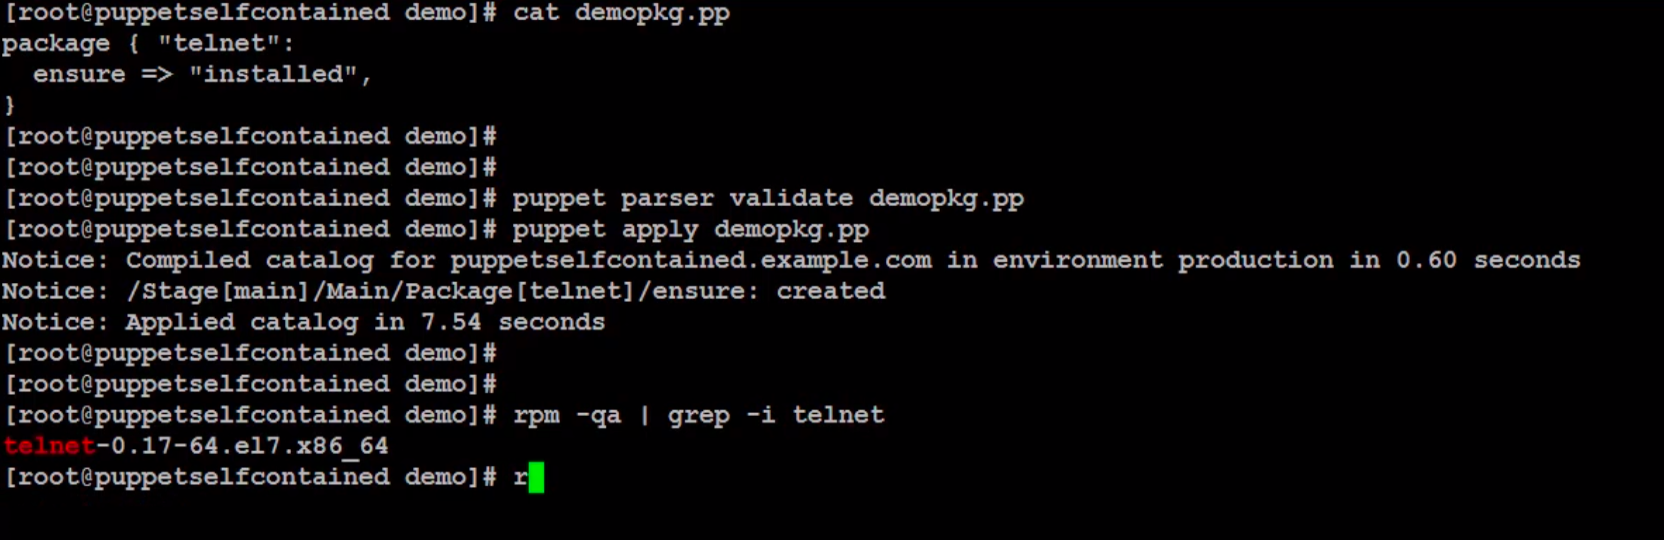 [root@puppetselfcontained demo]# cat demopkg.pp
package { "telnet":
  ensure => "installed",
}
[root@puppetselfcontained demo]#
[root@puppetselfcontained demo]#
[root@puppetselfcontained demo]# puppet parser validate demopkg.pp
[root@puppetselfcontained demo]# puppet apply demopkg.pp
Notice: Compiled catalog for puppetselfcontained.example.com in environment production in 0.60 seconds
Notice: /Stage[main]/Main/Package[telnet]/ensure: created
Notice: Applied catalog in 7.54 seconds
[root@puppetselfcontained demo]#
[root@puppetselfcontained demo]#
[root@puppetselfcontained demo]# rpm -qa | grep -i telnet
telnet-0.17-64.el7.x86_64
[root@puppetselfcontained demo]# r